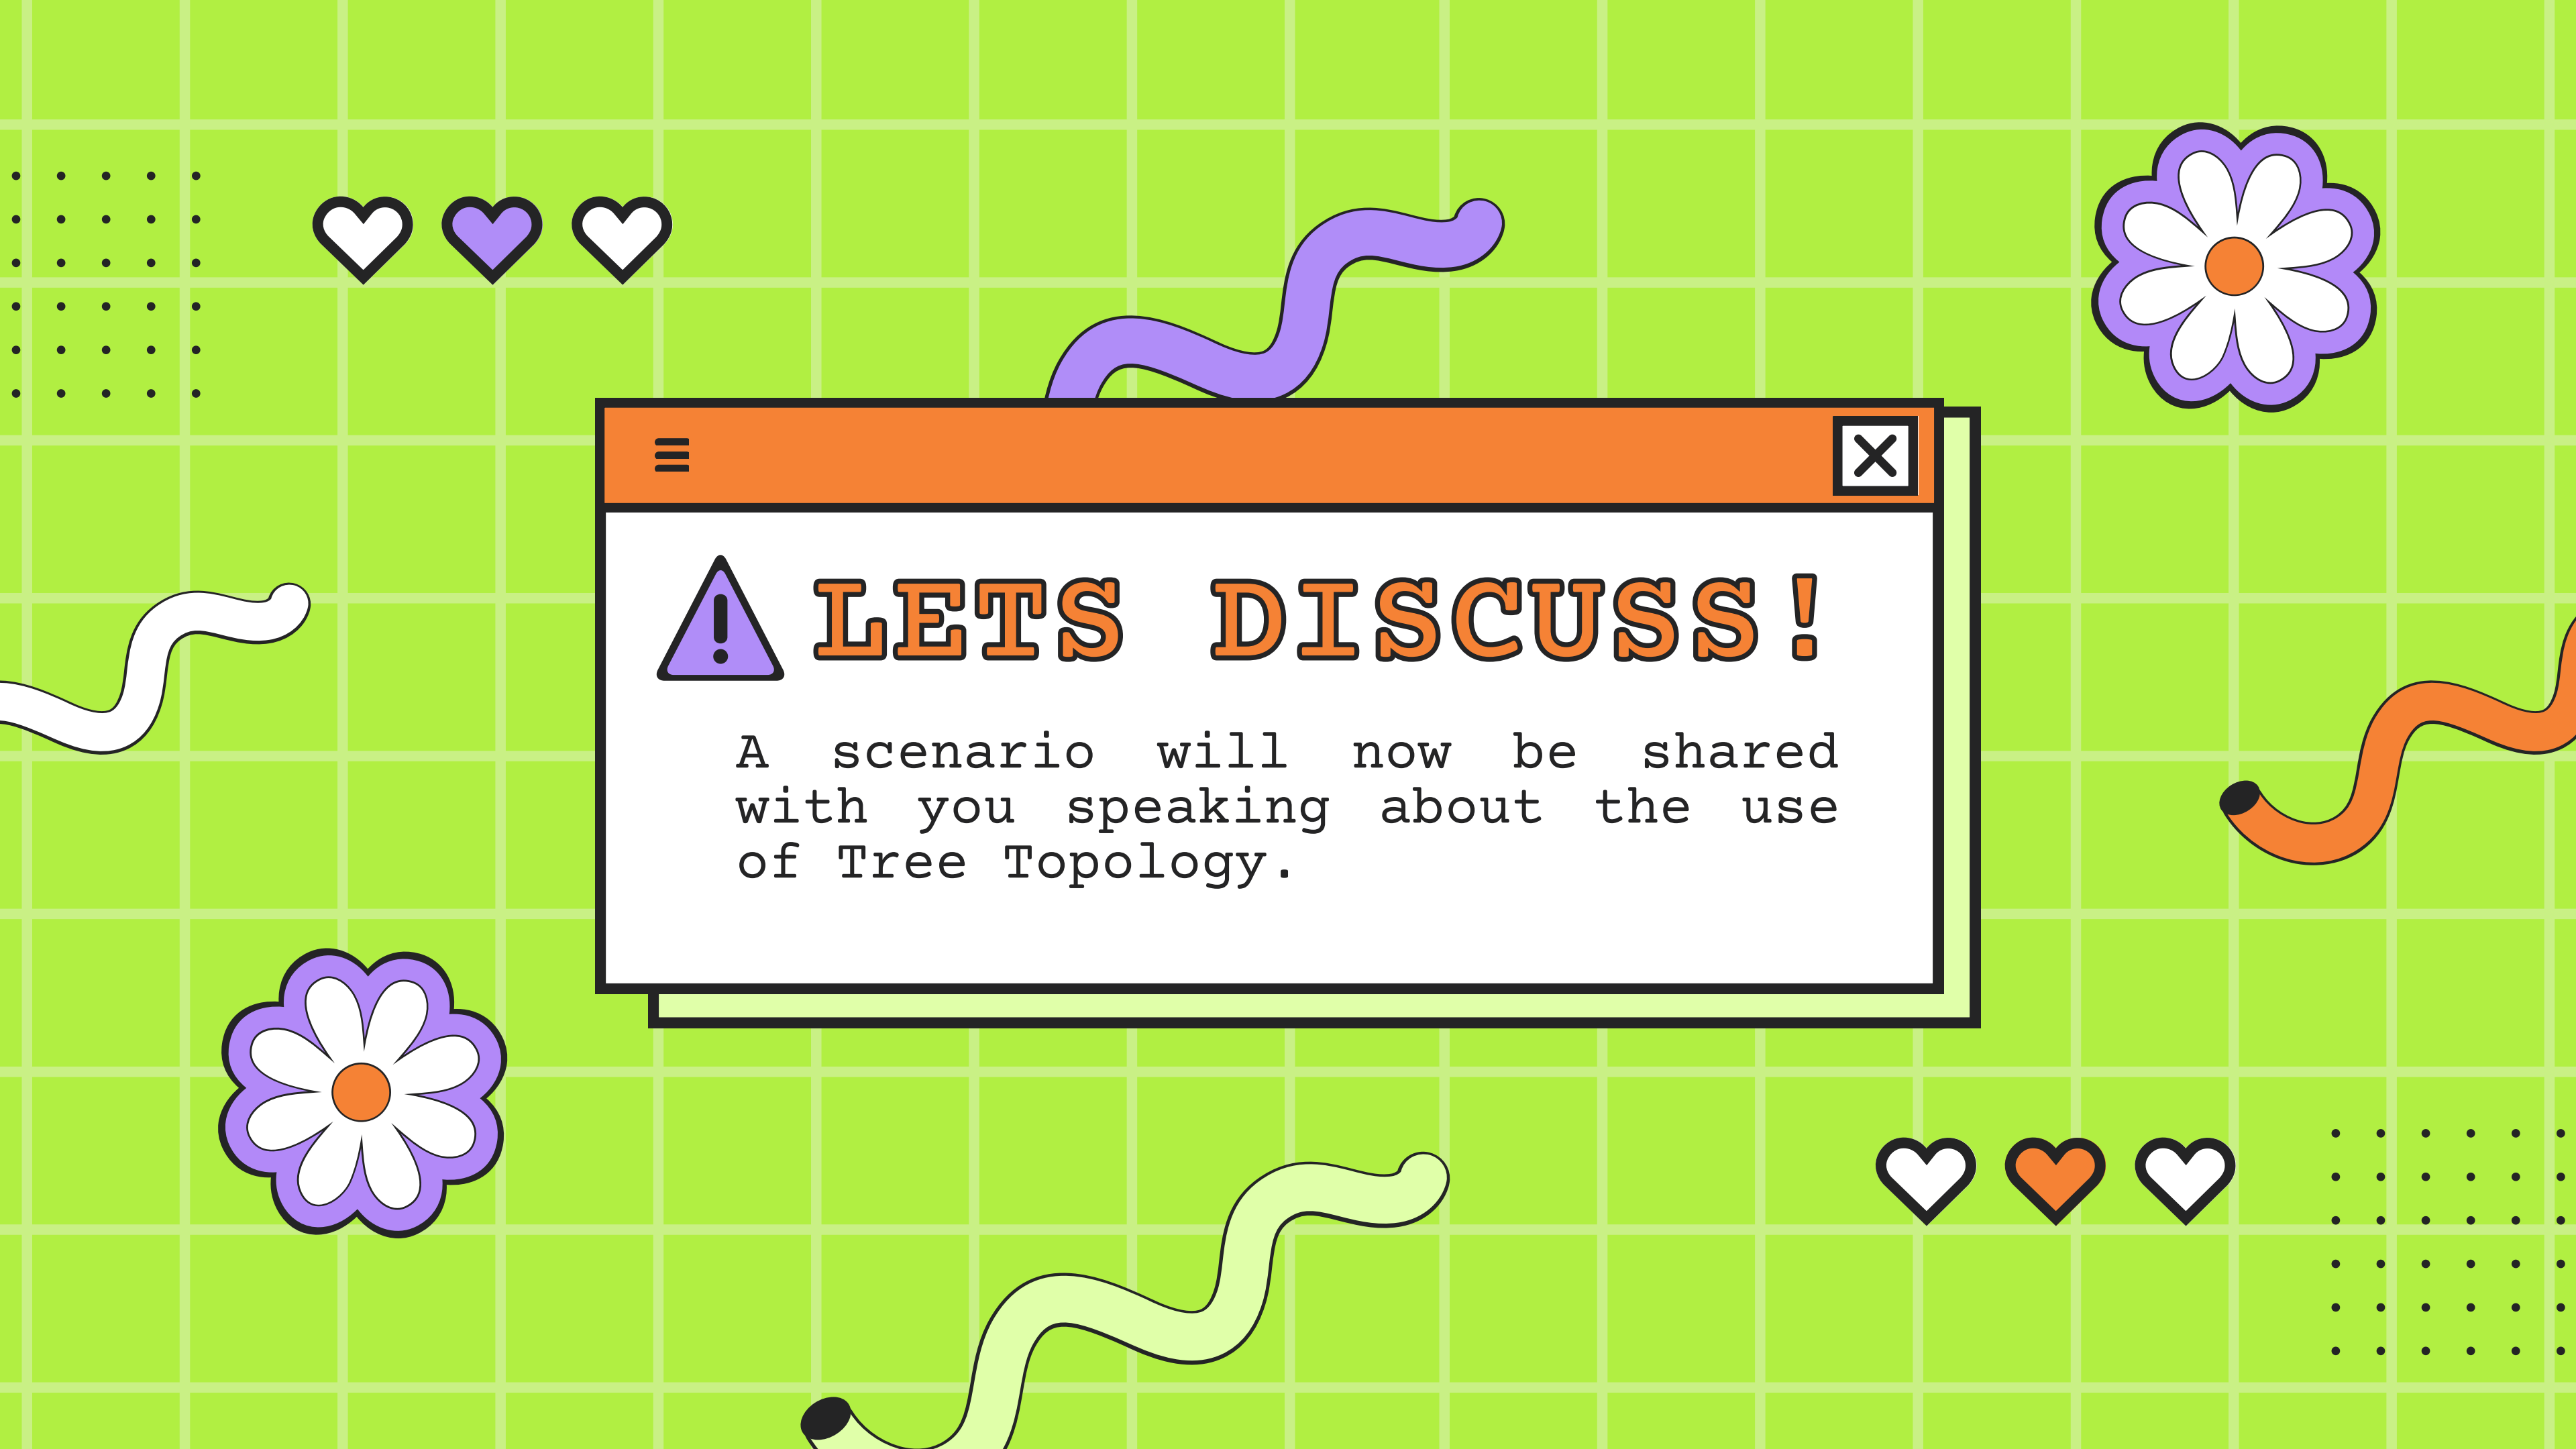 LETS DISCUSS!
A scenario will now be shared
with you speaking about the use
of Tree Topology.